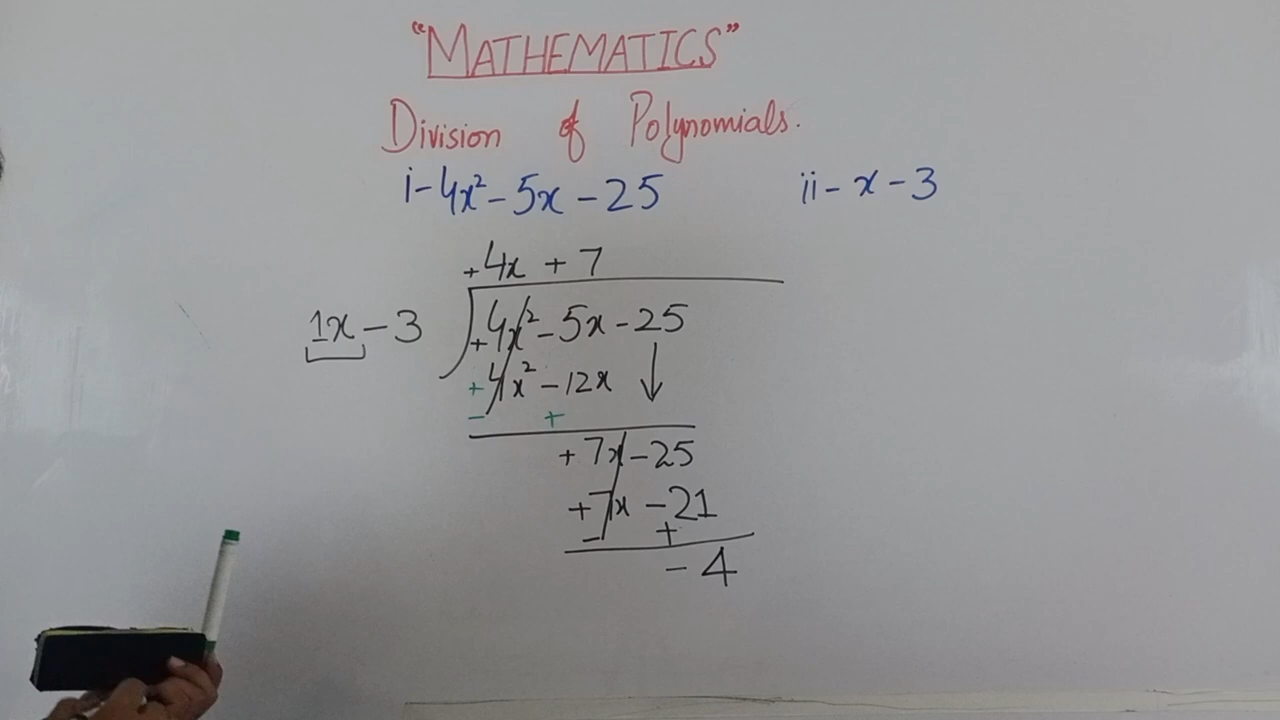 "MATHEMATICS"
Division of Polynomials.
i- 4x² - 5x - 25 ii- x - 3
+4x + 7
1x - 3 +4x² - 5x - 25
+4x² - 12x ↓
- +
+7x - 25
+7x - 21
- +
- 4